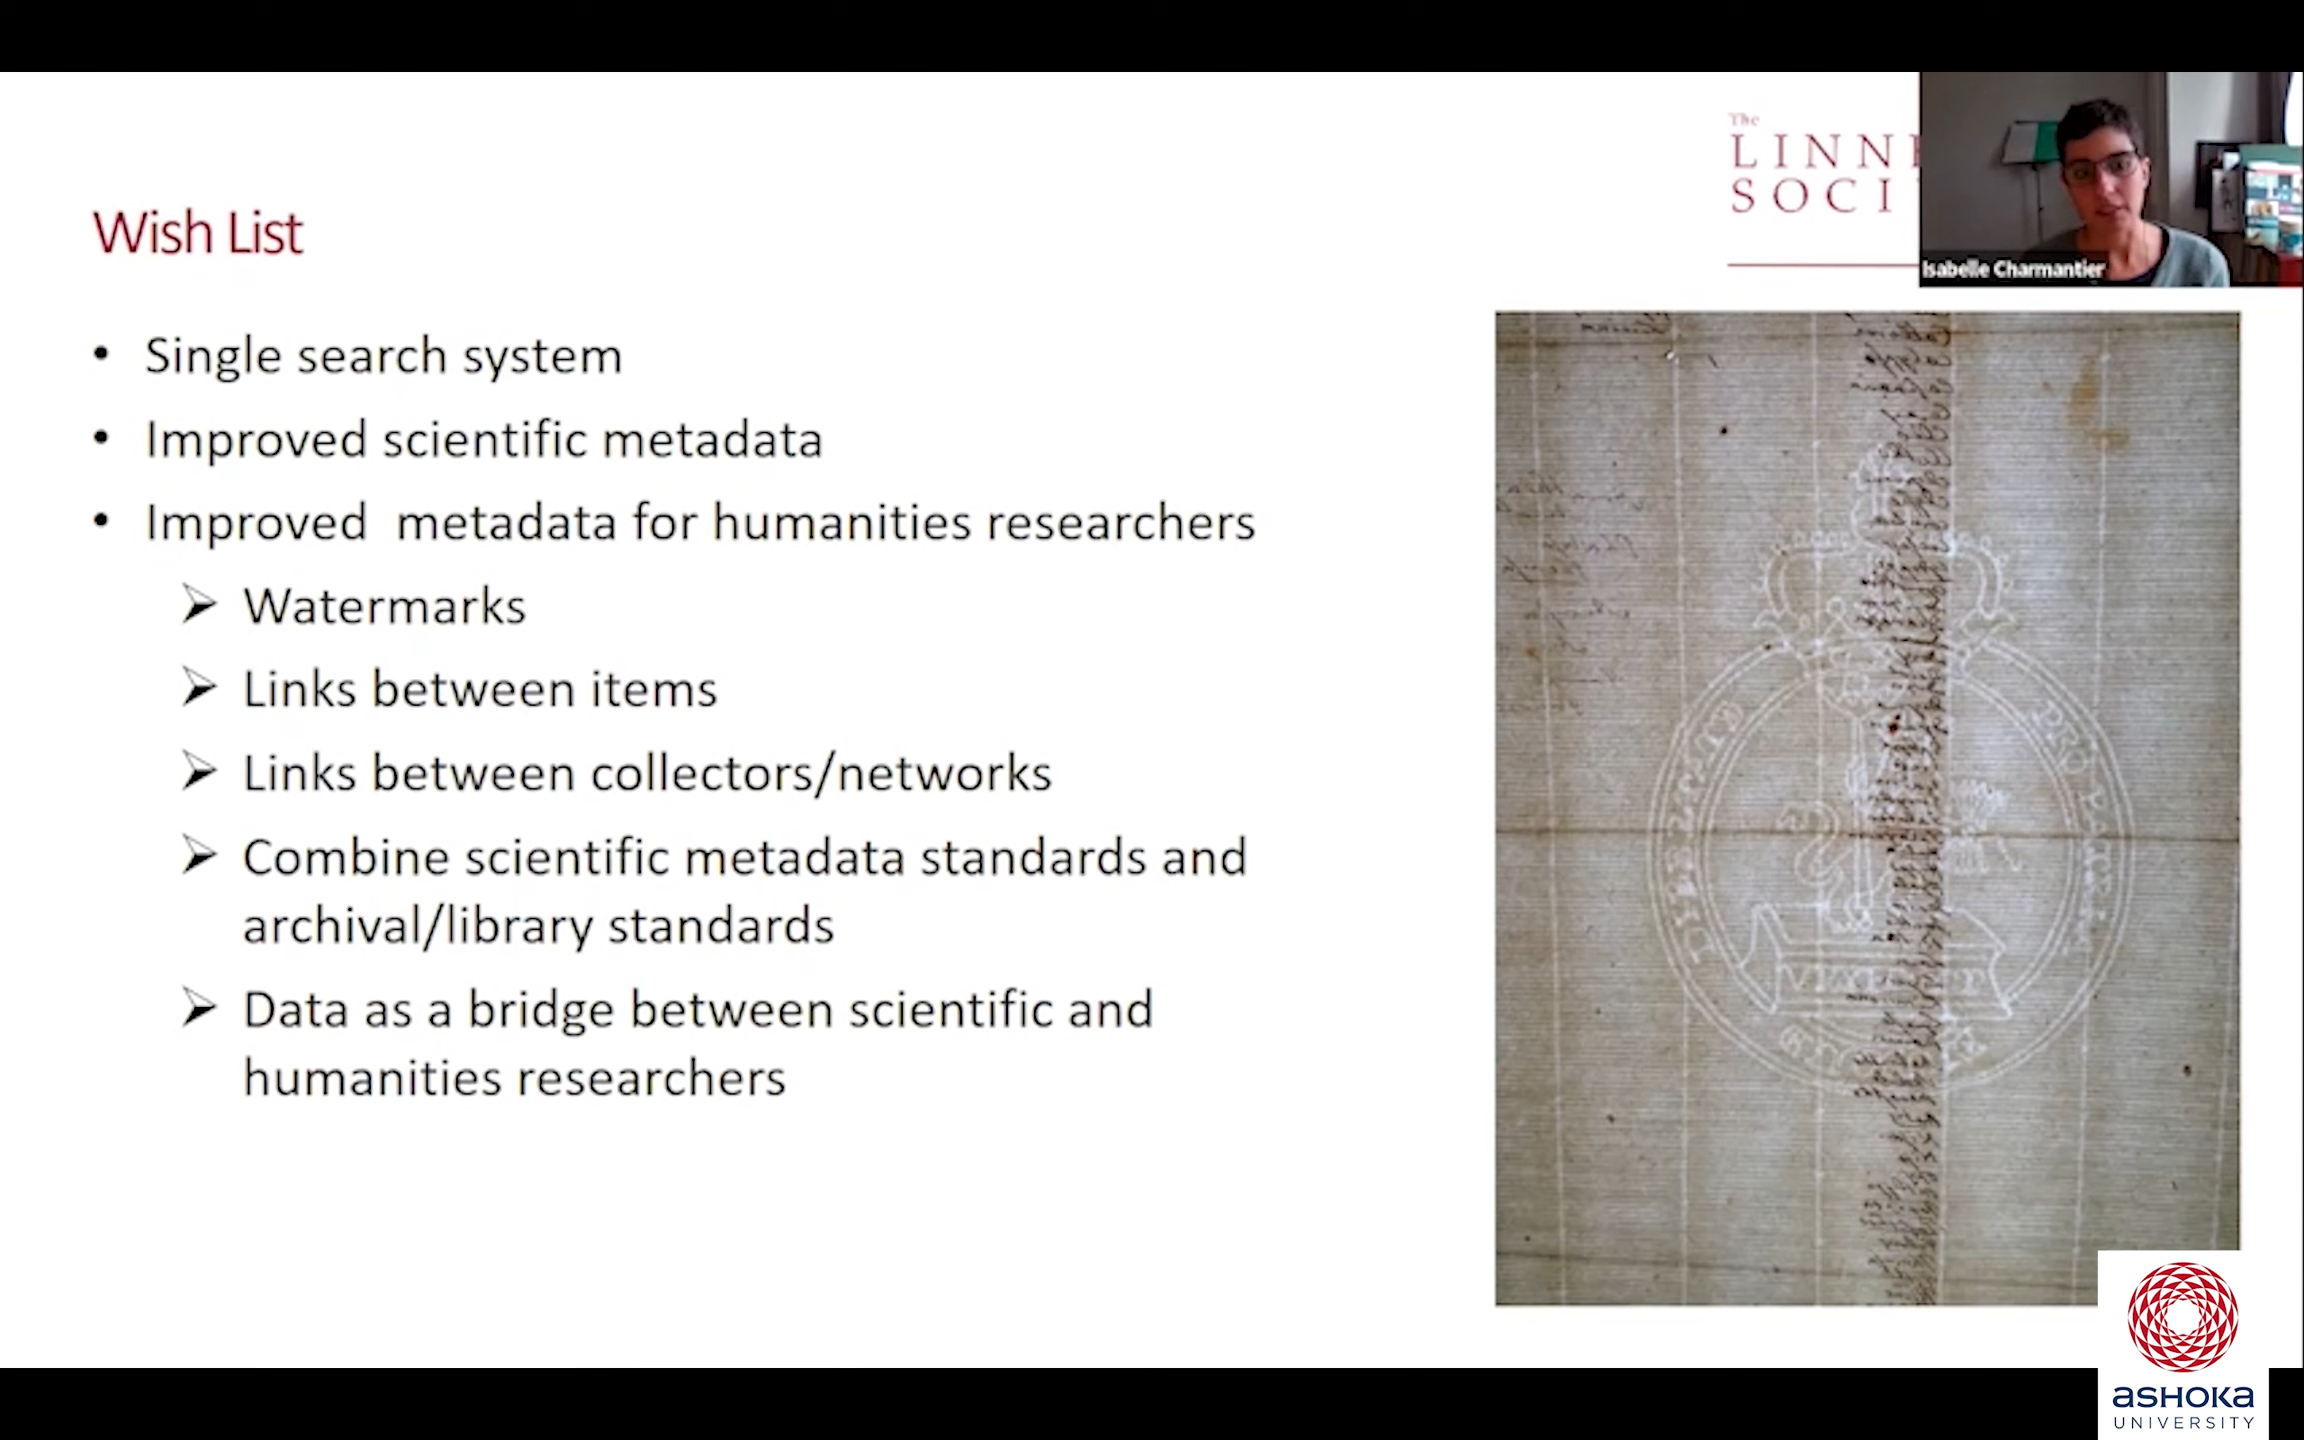 The
LINN
SOCI
Isabelle Charmantier
Wish List
• Single search system
• Improved scientific metadata
• Improved  metadata for humanities researchers
➢ Watermarks
➢ Links between items
➢ Links between collectors/networks
➢ Combine scientific metadata standards and
archival/library standards
➢ Data as a bridge between scientific and
humanities researchers
PRO
ASHOKA
UNIVERSITY